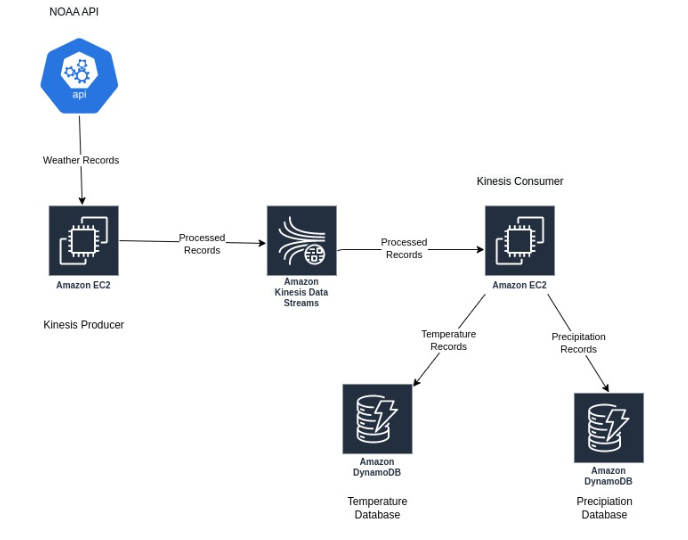 NOAA API
api
Weather Records
Kinesis Consumer
Processed
Records
Processed
Records
Amazon EC2
Amazon
Kinesis Data
Streams
Amazon EC2
Kinesis Producer
Temperature
Records
Precipitation
Records
Amazon
DynamoDB
Amazon
DynamoDB
Temperature
Database
Precipiation
Database